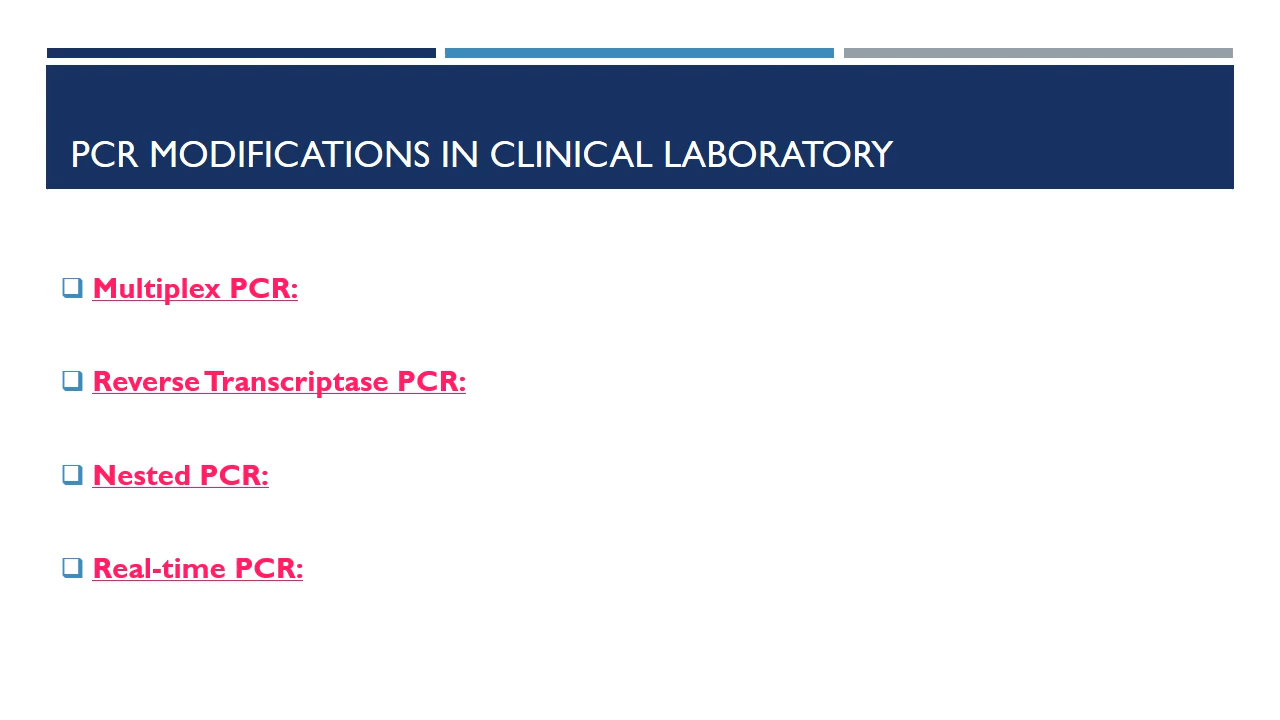 PCR MODIFICATIONS IN CLINICAL LABORATORY
Multiplex PCR:
Reverse Transcriptase PCR:
Nested PCR:
Real-time PCR: